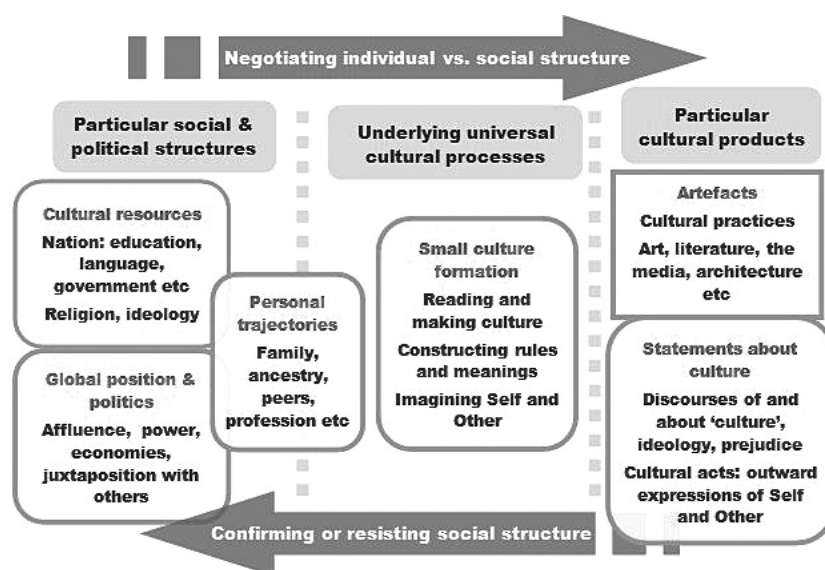 Negotiating individual vs. social structure
Particular social &
political structures
Underlying universal
cultural processes
Particular
cultural products
Cultural resources
Nation: education,
language,
government etc
Religion, ideology
Global position &
politics
Affluence, power,
economies,
juxtaposition with
others
Personal
trajectories
Family,
ancestry,
peers,
profession etc
Small culture
formation
Reading and
making culture
Constructing rules
and meanings
Imagining Self and
Other
Artefacts
Cultural practices
Art, literature, the
media, architecture
etc
Statements about
culture
Discourses of and
about ‘culture’,
ideology, prejudice
Cultural acts: outward
expressions of Self
and Other
Confirming or resisting social structure